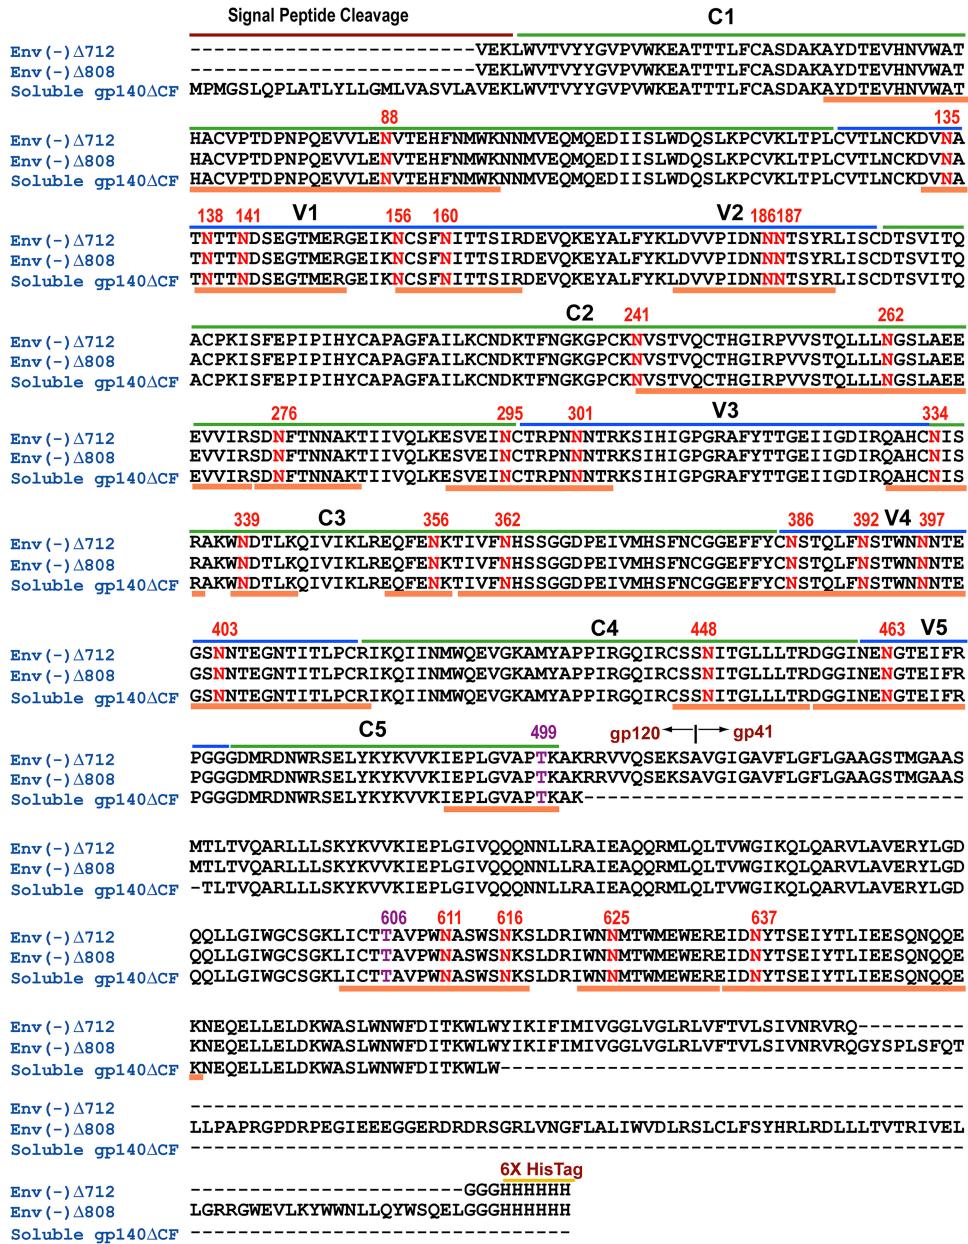 Signal Peptide Cleavage C1
Env(-)Δ712 ------------------------VEKLWVTVYYGVPVWKEATTTLFCASDAKAYDTEVHNVWAT
Env(-)Δ808 ------------------------VEKLWVTVYYGVPVWKEATTTLFCASDAKAYDTEVHNVWAT
Soluble gp140ΔCF MPMGSLQPLATLYLLGMLVASVLAVEKLWVTVYYGVPVWKEATTTLFCASDAKAYDTEVHNVWAT
88 135
Env(-)Δ712 HACVPTDPNPQEVVLENVTEHFNMWKNNMVEQMQEDIISLWDQSLKPCVKLTPLCVTLNCKDVNA
Env(-)Δ808 HACVPTDPNPQEVVLENVTEHFNMWKNNMVEQMQEDIISLWDQSLKPCVKLTPLCVTLNCKDVNA
Soluble gp140ΔCF HACVPTDPNPQEVVLENVTEHFNMWKNNMVEQMQEDIISLWDQSLKPCVKLTPLCVTLNCKDVNA
138 141 V1 156 160 V2 186187
Env(-)Δ712 TNTTNDSEGTMERGEIKNCSFNITTSIRDEVQKEYALFYKLDVVPIDNNNTSYRLISCDTSVITQ
Env(-)Δ808 TNTTNDSEGTMERGEIKNCSFNITTSIRDEVQKEYALFYKLDVVPIDNNNTSYRLISCDTSVITQ
Soluble gp140ΔCF TNTTNDSEGTMERGEIKNCSFNITTSIRDEVQKEYALFYKLDVVPIDNNNTSYRLISCDTSVITQ
C2 241 262
Env(-)Δ712 ACPKISFEPIPIHYCAPAGFAILKCNDKTFNGKGPCKNVSTVQCTHGIRPVVSTQLLLNGSLAEE
Env(-)Δ808 ACPKISFEPIPIHYCAPAGFAILKCNDKTFNGKGPCKNVSTVQCTHGIRPVVSTQLLLNGSLAEE
Soluble gp140ΔCF ACPKISFEPIPIHYCAPAGFAILKCNDKTFNGKGPCKNVSTVQCTHGIRPVVSTQLLLNGSLAEE
276 295 301 V3 334
Env(-)Δ712 EVVIRSDNFTNNAKTIIVQLKESVEINCTRPNNNTRKSIHIGPGRAFYTTGEIIGDIRQAHCNIS
Env(-)Δ808 EVVIRSDNFTNNAKTIIVQLKESVEINCTRPNNNTRKSIHIGPGRAFYTTGEIIGDIRQAHCNIS
Soluble gp140ΔCF EVVIRSDNFTNNAKTIIVQLKESVEINCTRPNNNTRKSIHIGPGRAFYTTGEIIGDIRQAHCNIS
339 C3 356 362 386 392 V4 397
Env(-)Δ712 RAKWNDTLKQIVIKLREQFENKTIVFNHSSGGDPEIVMHSFNCGGEFFYCNSTQLFNSTWNNNTE
Env(-)Δ808 RAKWNDTLKQIVIKLREQFENKTIVFNHSSGGDPEIVMHSFNCGGEFFYCNSTQLFNSTWNNNTE
Soluble gp140ΔCF RAKWNDTLKQIVIKLREQFENKTIVFNHSSGGDPEIVMHSFNCGGEFFYCNSTQLFNSTWNNNTE
403 C4 448 463 V5
Env(-)Δ712 GSNNTEGNTITLPCRIKQIINMWQEVGKAMYAPPIRGQIRCSSNITGLLLTRDGGINENGTEIFR
Env(-)Δ808 GSNNTEGNTITLPCRIKQIINMWQEVGKAMYAPPIRGQIRCSSNITGLLLTRDGGINENGTEIFR
Soluble gp140ΔCF GSNNTEGNTITLPCRIKQIINMWQEVGKAMYAPPIRGQIRCSSNITGLLLTRDGGINENGTEIFR
C5 499 gp120 ←|→ gp41
Env(-)Δ712 PGGGDMRDNWRSELYKYKVVKIEPLGVAPTKAKRRVVQSEKSAVGIGAVFLGFLGAAGSTMGAAS
Env(-)Δ808 PGGGDMRDNWRSELYKYKVVKIEPLGVAPTKAKRRVVQSEKSAVGIGAVFLGFLGAAGSTMGAAS
Soluble gp140ΔCF PGGGDMRDNWRSELYKYKVVKIEPLGVAPTKAK--------------------------------
Env(-)Δ712 MTLTVQARLLLSKYKVVKIEPLGIVQQQNNLLRAIEAQQRMLQLTVWGIKQLQARVLAVERYLGD
Env(-)Δ808 MTLTVQARLLLSKYKVVKIEPLGIVQQQNNLLRAIEAQQRMLQLTVWGIKQLQARVLAVERYLGD
Soluble gp140ΔCF -TLTVQARLLLSKYKVVKIEPLGIVQQQNNLLRAIEAQQRMLQLTVWGIKQLQARVLAVERYLGD
606 611 616 625 637
Env(-)Δ712 QQLLGIWGCSGKLICTTAVPWNASWSNKSLDRIWNNMTWMEWEREIDNYTSEIYTLIEESQNQQE
Env(-)Δ808 QQLLGIWGCSGKLICTTAVPWNASWSNKSLDRIWNNMTWMEWEREIDNYTSEIYTLIEESQNQQE
Soluble gp140ΔCF QQLLGIWGCSGKLICTTAVPWNASWSNKSLDRIWNNMTWMEWEREIDNYTSEIYTLIEESQNQQE
Env(-)Δ712 KNEQELLELDKWASLWNWFDITKWLWYIKIFIMIVGGLVGLRLVFTVLSIVNRVRQ---------
Env(-)Δ808 KNEQELLELDKWASLWNWFDITKWLWYIKIFIMIVGGLVGLRLVFTVLSIVNRVRQGYSPLSFQT
Soluble gp140ΔCF KNEQELLELDKWASLWNWFDITKWLW---------------------------------------
Env(-)Δ712 -----------------------------------------------------------------
Env(-)Δ808 LLPAPRGPDRPEGIEEEGGERDRDRSGRLVNGFLALIWVDLRSLCLFSYHRLRDLLLTVTRIVEL
Soluble gp140ΔCF -----------------------------------------------------------------
6X HisTag
Env(-)Δ712 -----------------------GGGHHHHHH
Env(-)Δ808 LGRRGWEVLKYWWNLLQYWSQELGGGHHHHHH
Soluble gp140ΔCF --------------------------------